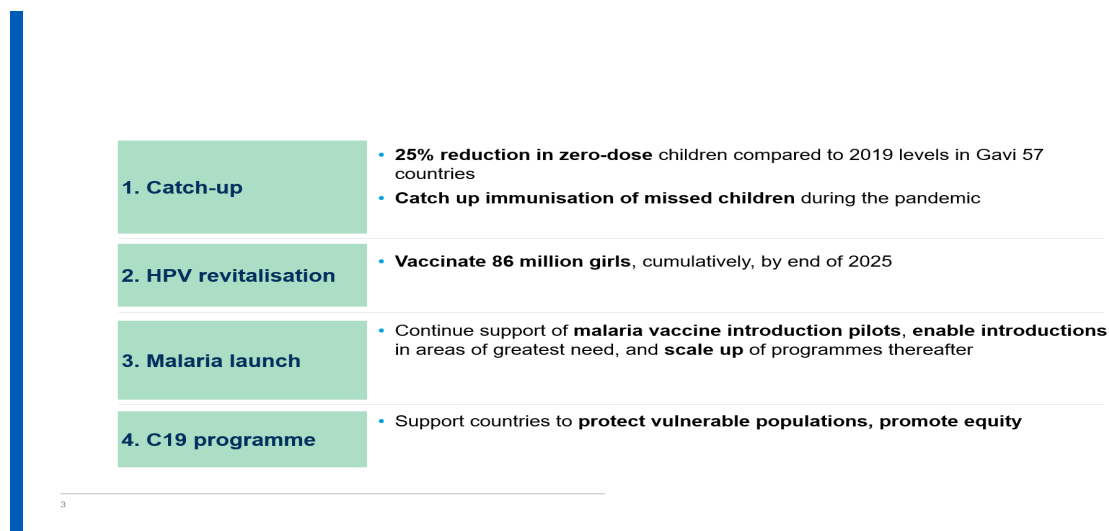 1. Catch-up
• 25% reduction in zero-dose children compared to 2019 levels in Gavi 57
countries
• Catch up immunisation of missed children during the pandemic
2. HPV revitalisation
• Vaccinate 86 million girls, cumulatively, by end of 2025
3. Malaria launch
• Continue support of malaria vaccine introduction pilots, enable introductions
in areas of greatest need, and scale up of programmes thereafter
4. C19 programme
• Support countries to protect vulnerable populations, promote equity
3